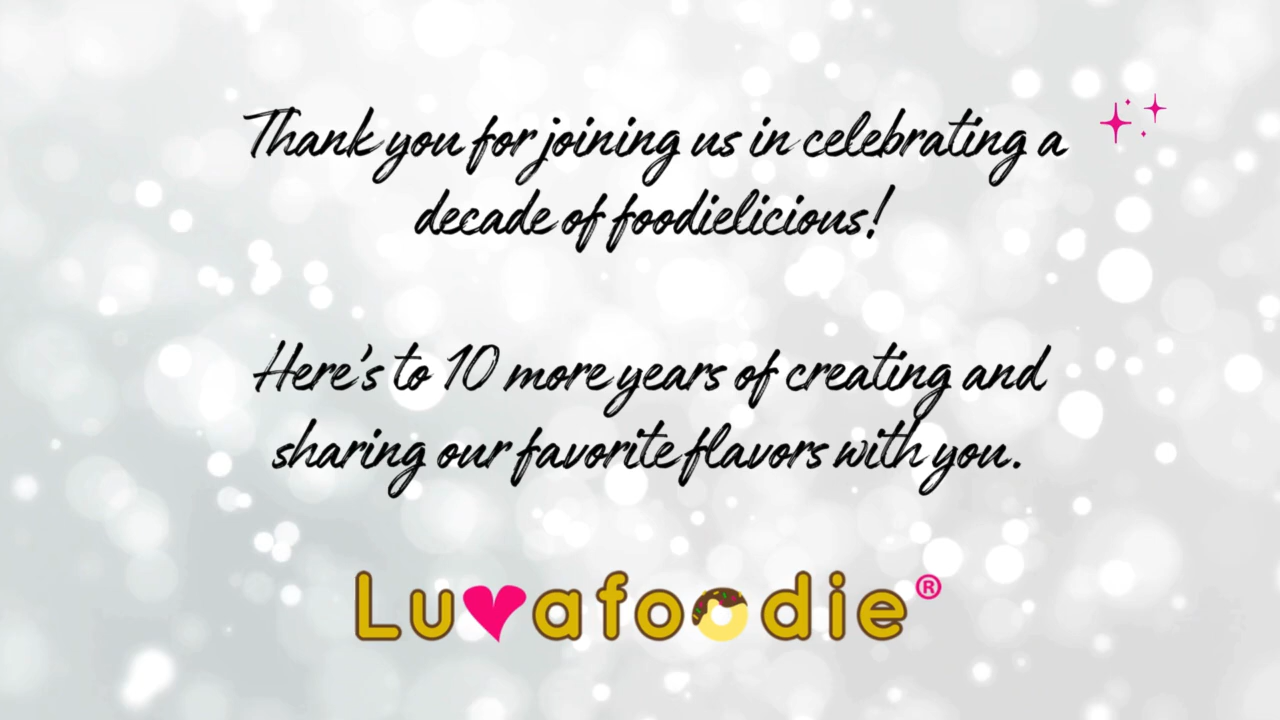 Thank you for joining us in celebrating a
decade of foodielicious!
Here's to 10 more years of creating and
sharing our favorite flavors with you.
Luvafoodie®